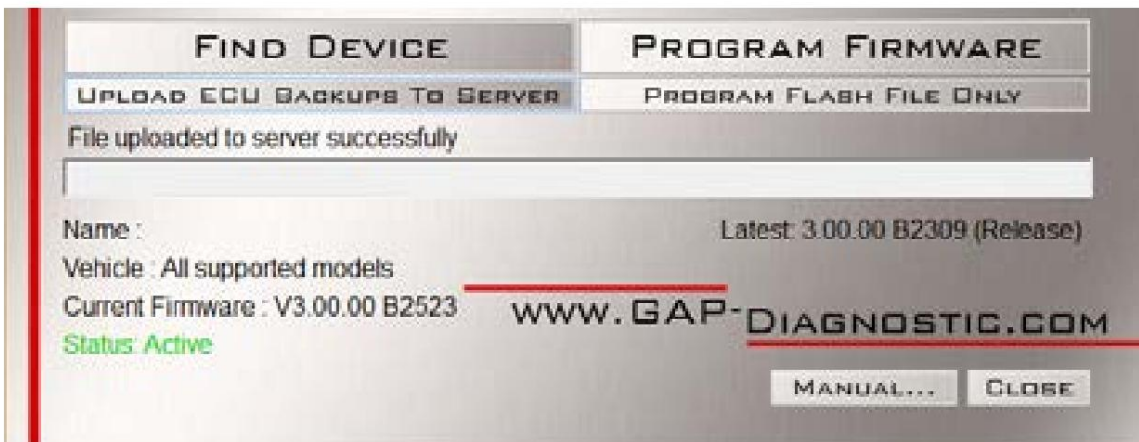 FIND DEVICE
PROGRAM FIRMWARE
UPLOAD ECU BACKUPS TO SERVER
PROGRAM FLASH FILE ONLY
File uploaded to server successfully
Name :
Latest: 3.00.00 B2309 (Release)
Vehicle : All supported models
Current Firmware : V3.00.00 B2523
www.GAP-DIAGNOSTIC.COM
Status: Active
MANUAL...
CLOSE